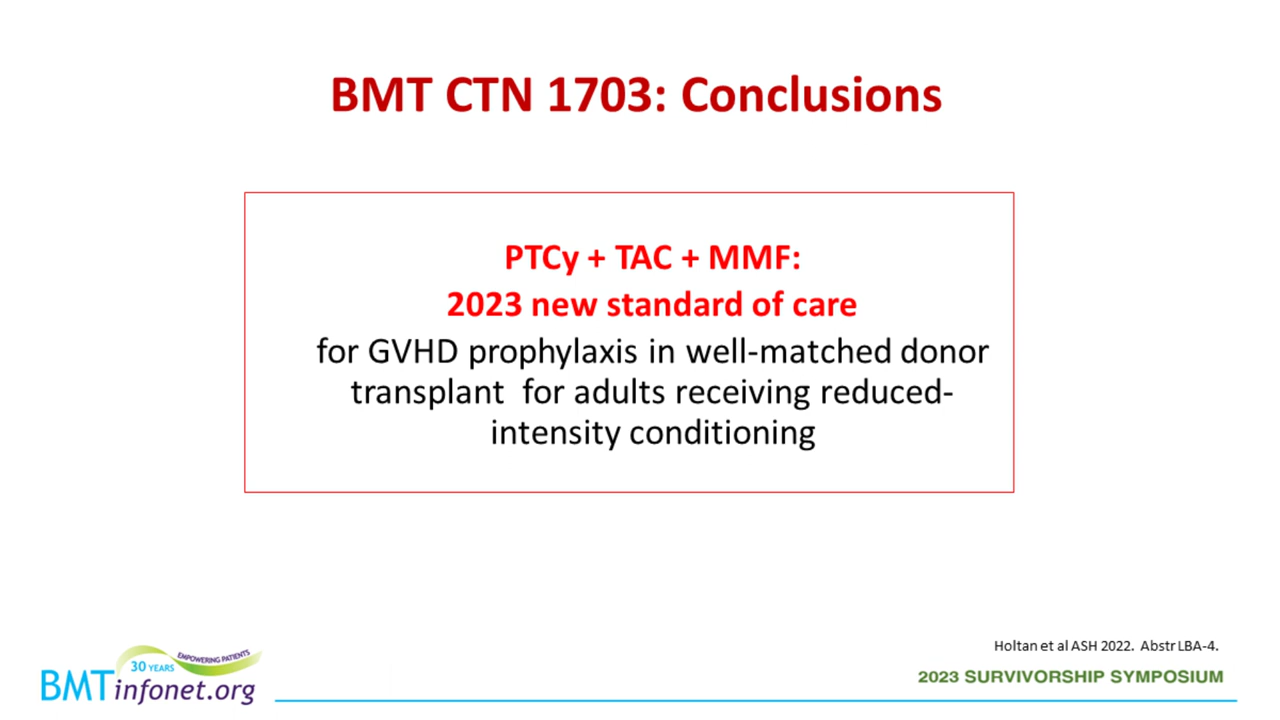 BMT CTN 1703: Conclusions
PTCy + TAC + MMF:
2023 new standard of care
for GVHD prophylaxis in well-matched donor
transplant for adults receiving reduced-
intensity conditioning
Holtan et al ASH 2022. Abstr LBA-4.
30 YEARS EMPOWERING PATIENTS
BMTinfonet.org
2023 SURVIVORSHIP SYMPOSIUM